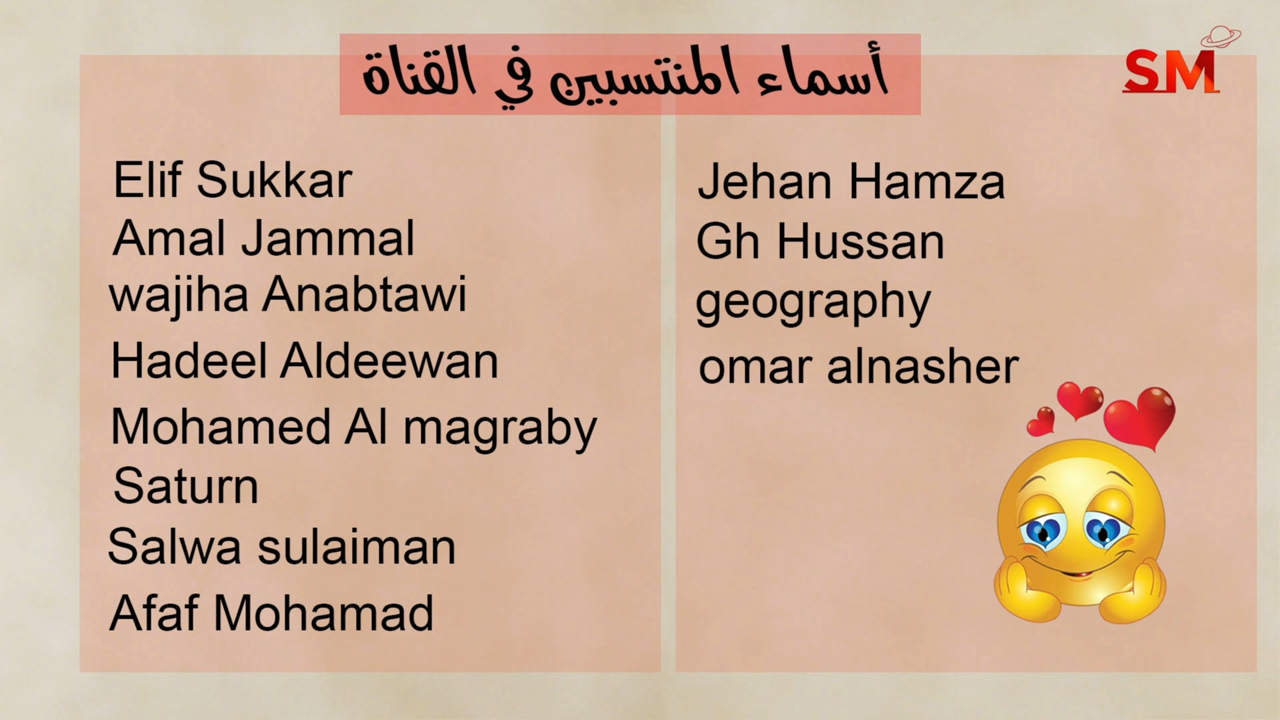 أسماء المنتسبين في القناة
SM
Elif Sukkar
Amal Jammal
wajiha Anabtawi
Hadeel Aldeewan
Mohamed Al magraby
Saturn
Salwa sulaiman
Afaf Mohamad
Jehan Hamza
Gh Hussan
geography
omar alnasher